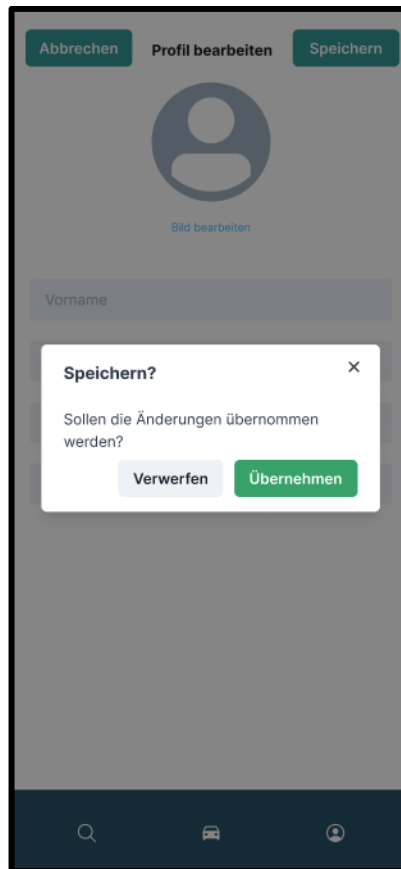 Abbrechen
Profil bearbeiten
Speichern
Bild bearbeiten
Vorname
Speichern?
Sollen die Änderungen übernommen
werden?
Verwerfen
Übernehmen